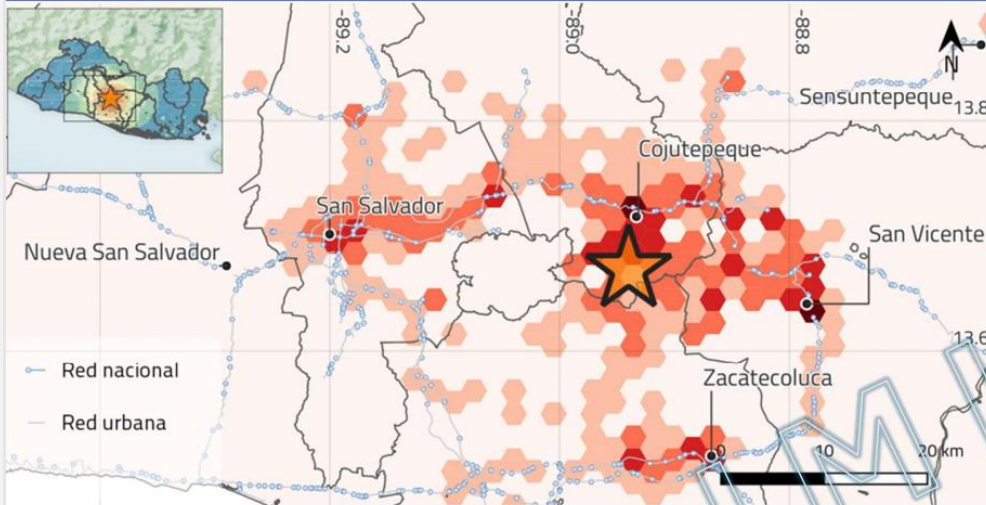 -89.2
-89.0
-88.8
N
Sensuntepeque
13.8
Cojutepeque
San Salvador
San Vicente
Nueva San Salvador
13.6
Red nacional
Zacatecoluca
Red urbana
0
10
20 km